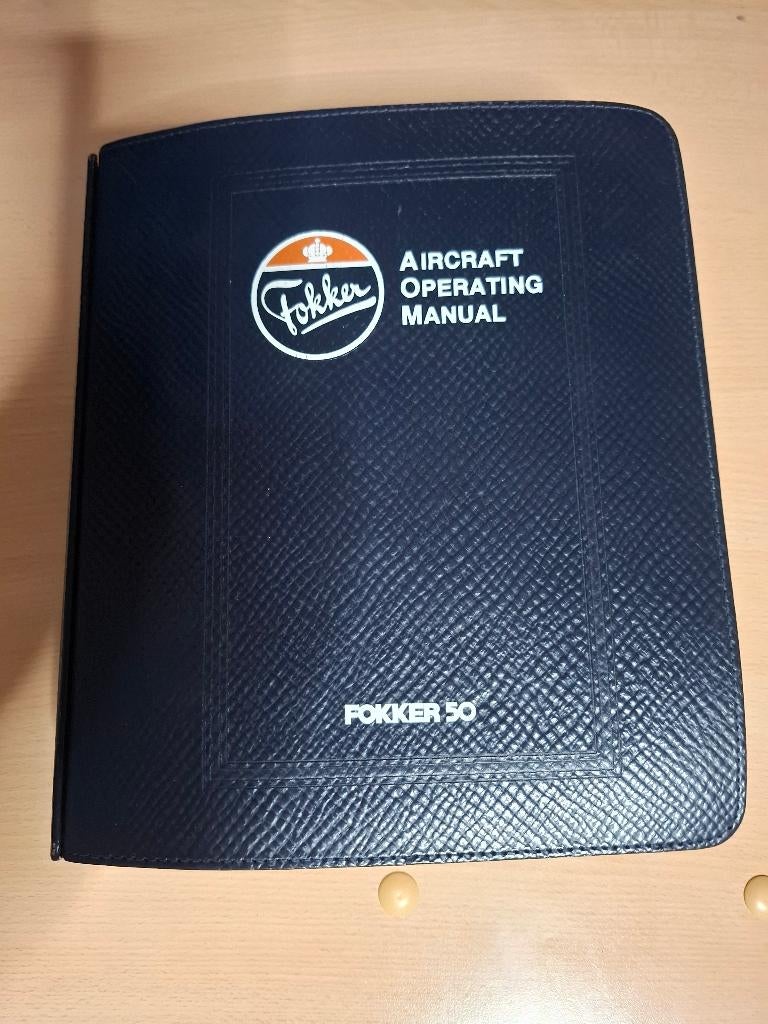 Fokker
AIRCRAFT
OPERATING
MANUAL
FOKKER 50